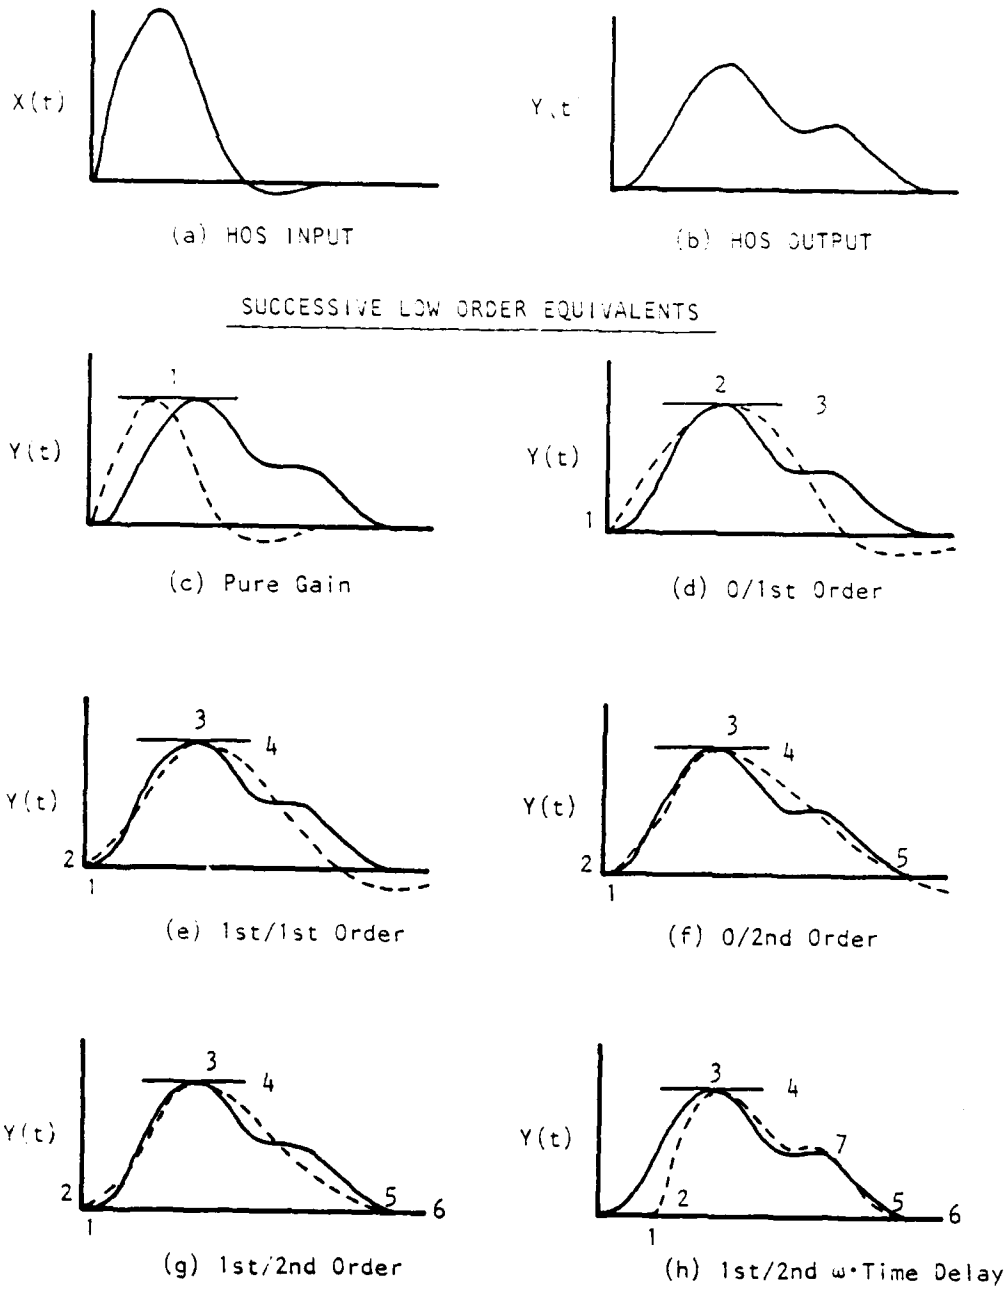 X(t)
Y(t
(a) HOS INPUT
(b) HOS OUTPUT
SUCCESSIVE LOW ORDER EQUIVALENTS
1
Y(t)
(c) Pure Gain
2
3
Y(t)
1
(d) 0/1st Order
3
4
Y(t)
2
1
(e) 1st/1st Order
3
4
Y(t)
2
5
1
(f) 0/2nd Order
3
4
Y(t)
2
5
6
1
(g) 1st/2nd Order
3
4
Y(t)
7
2
5
6
1
(h) 1st/2nd ω·Time Delay